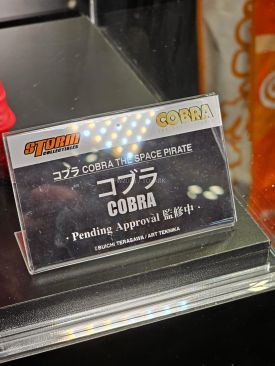 STORM
COLLECTIBLES
COBRA
コブラ COBRA THE SPACE PIRATE
コブラ
COBRA
· Pending Approval 監修中 ·
©BUICHI TERASAWA / ART TEKNIKA